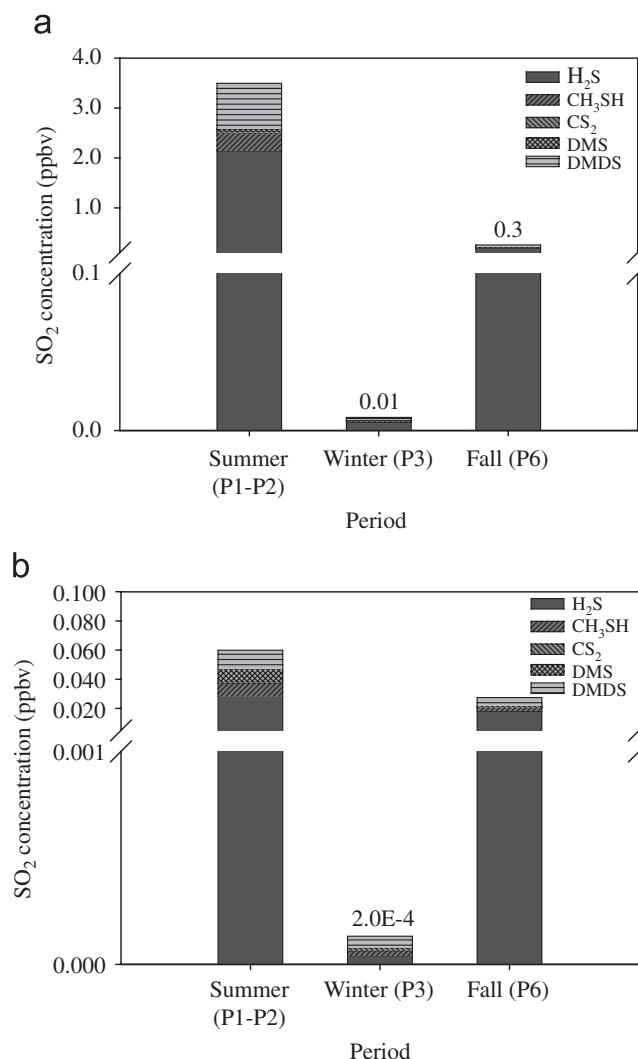 a
SO₂ concentration (ppbv)
4.0
3.0
2.0
1.0
0.1
0.0
H₂S
CH₃SH
CS₂
DMS
DMDS
0.01
0.3
Summer
(P1-P2)
Winter (P3)
Fall (P6)
Period
b
SO₂ concentration (ppbv)
0.100
0.080
0.060
0.040
0.020
0.001
0.000
H₂S
CH₃SH
CS₂
DMS
DMDS
2.0E-4
Summer
(P1-P2)
Winter (P3)
Fall (P6)
Period